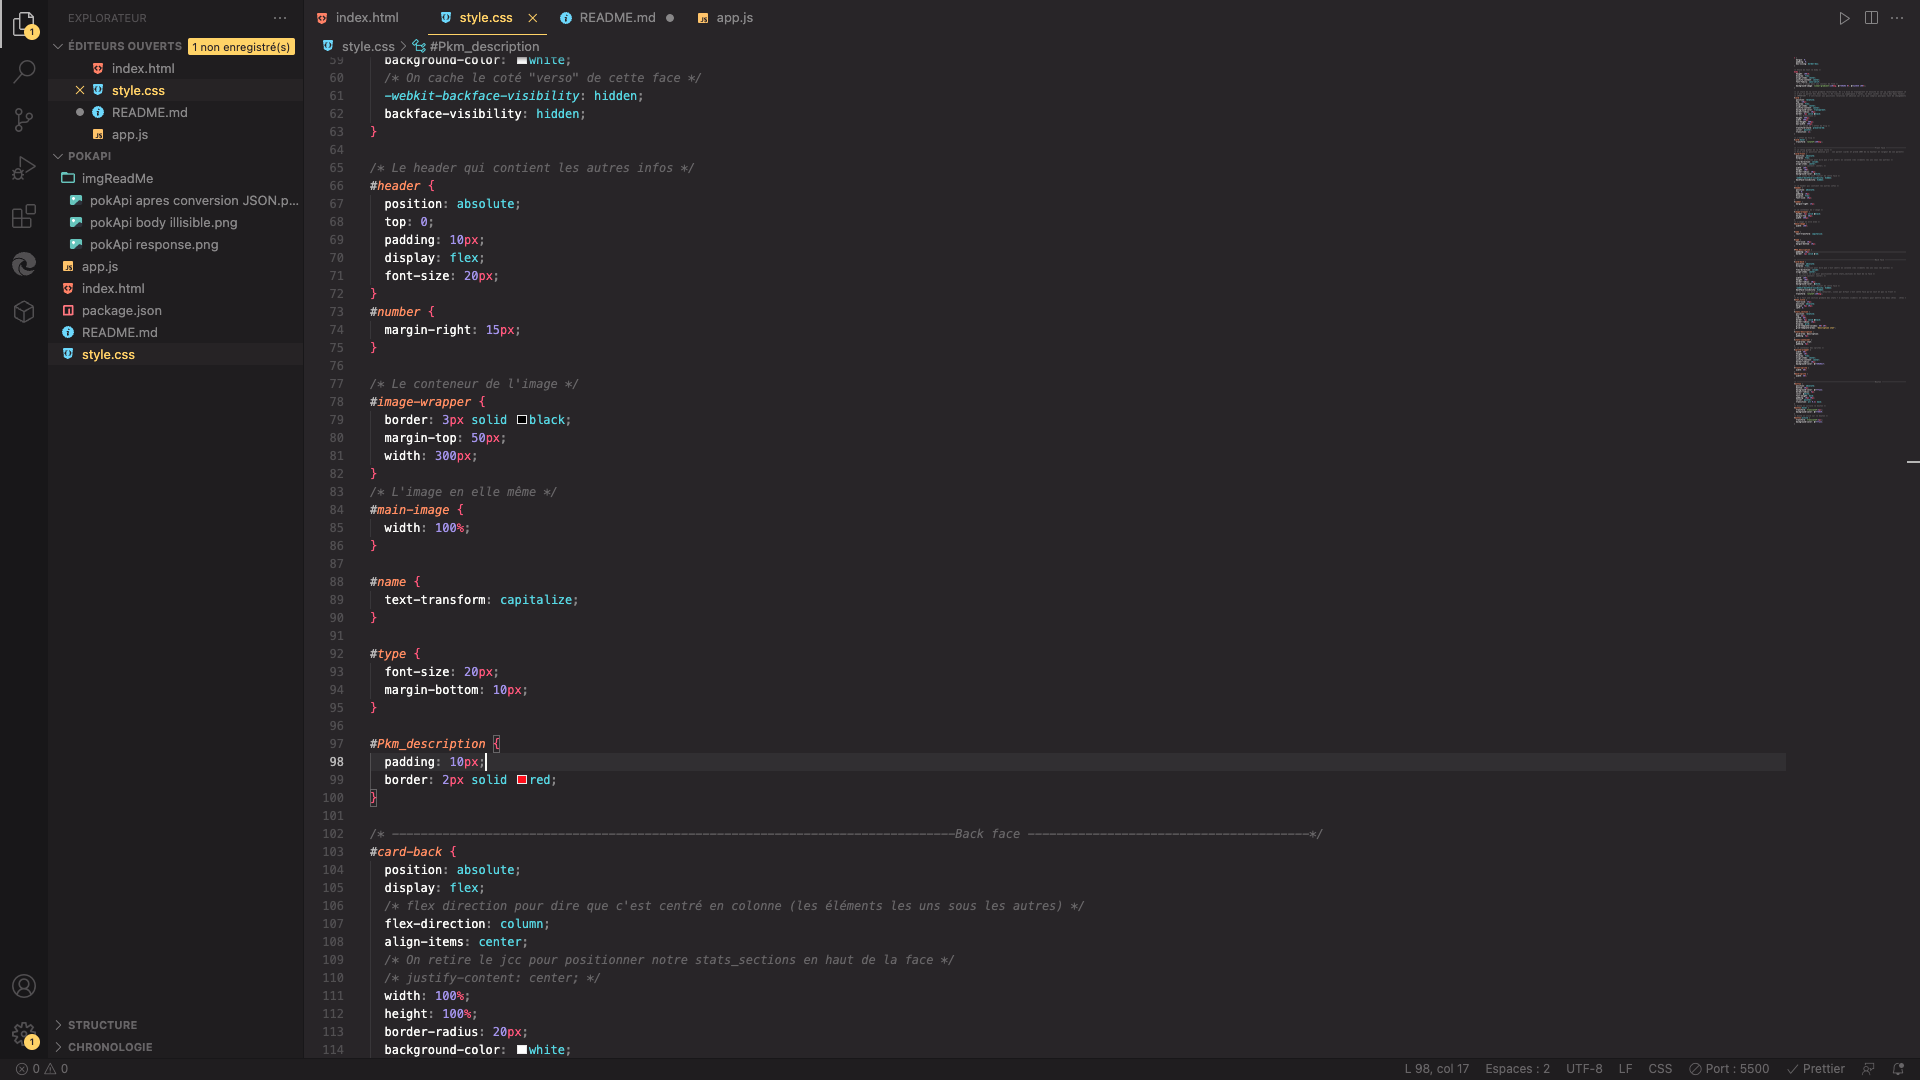 EXPLORATEUR
ÉDITEURS OUVERTS 1 non enregistré(s)
index.html
style.css
README.md
app.js
POKAPI
imgReadMe
pokApi apres conversion JSON.p...
pokApi body illisible.png
pokApi response.png
app.js
index.html
package.json
README.md
style.css
STRUCTURE
CHRONOLOGIE
1
1
index.html style.css README.md app.js
style.css > #Pkm_description
59 background-color: white;
60 /* On cache le coté "verso" de cette face */
61 -webkit-backface-visibility: hidden;
62 backface-visibility: hidden;
63 }
64
65 /* Le header qui contient les autres infos */
66 #header {
67 position: absolute;
68 top: 0;
69 padding: 10px;
70 display: flex;
71 font-size: 20px;
72 }
73 #number {
74 margin-right: 15px;
75 }
76
77 /* Le conteneur de l'image */
78 #image-wrapper {
79 border: 3px solid black;
80 margin-top: 50px;
81 width: 300px;
82 }
83 /* L'image en elle même */
84 #main-image {
85 width: 100%;
86 }
87
88 #name {
89 text-transform: capitalize;
90 }
91
92 #type {
93 font-size: 20px;
94 margin-bottom: 10px;
95 }
96
97 #Pkm_description {
98 padding: 10px;
99 border: 2px solid red;
100 }
101
102 /* ------------------------------------------------------------------------------Back face ---------------------------------------*/
103 #card-back {
104 position: absolute;
105 display: flex;
106 /* flex direction pour dire que c'est centré en colonne (les éléments les uns sous les autres) */
107 flex-direction: column;
108 align-items: center;
109 /* On retire le jcc pour positionner notre stats_sections en haut de la face */
110 /* justify-content: center; */
111 width: 100%;
112 height: 100%;
113 border-radius: 20px;
114 background-color: white;
0 0 L 98, col 17 Espaces : 2 UTF-8 LF CSS Port : 5500 Prettier